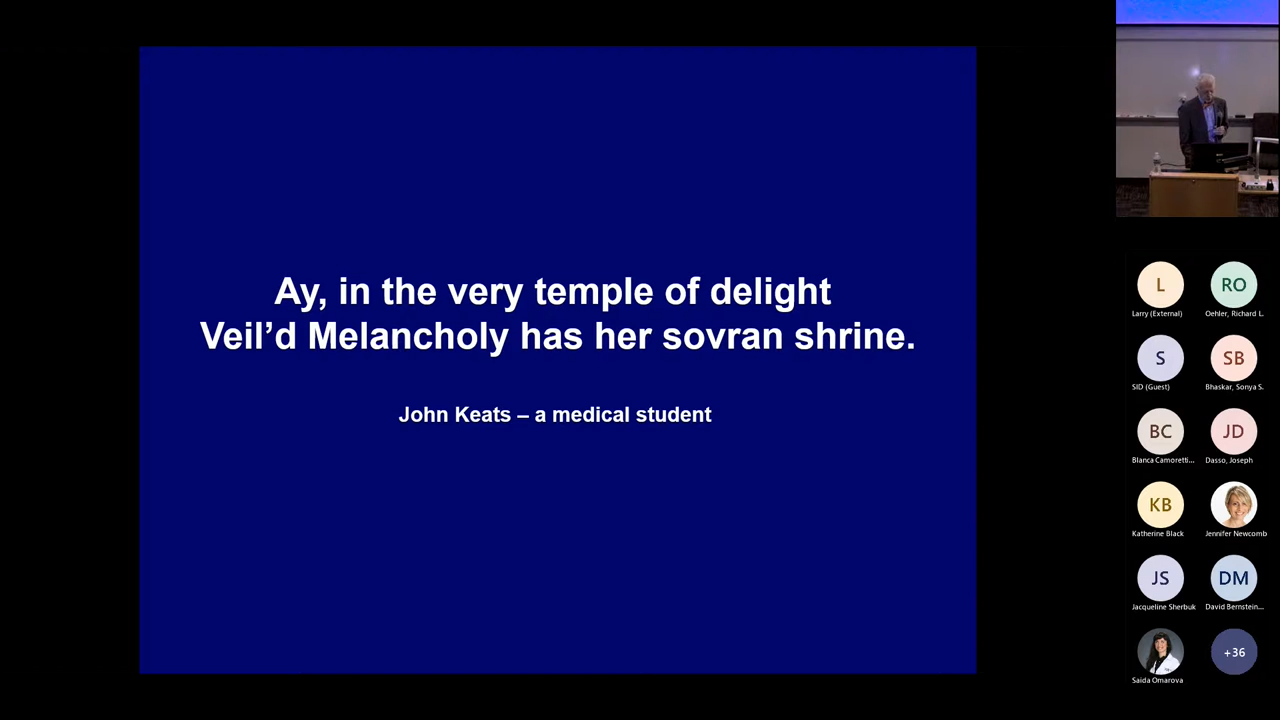 Ay, in the very temple of delight
Veil’d Melancholy has her sovran shrine.
John Keats – a medical student
L
RO
Larry (External)
Oehler, Richard L.
S
SB
SID (Guest)
Bhaskar, Sonya S.
BC
JD
Blanca Camoretti...
Dasso, Joseph
KB
Katherine Black
Jennifer Newcomb
JS
DM
Jacqueline Sherbuk
David Bernstein...
+36
Saida Omarova